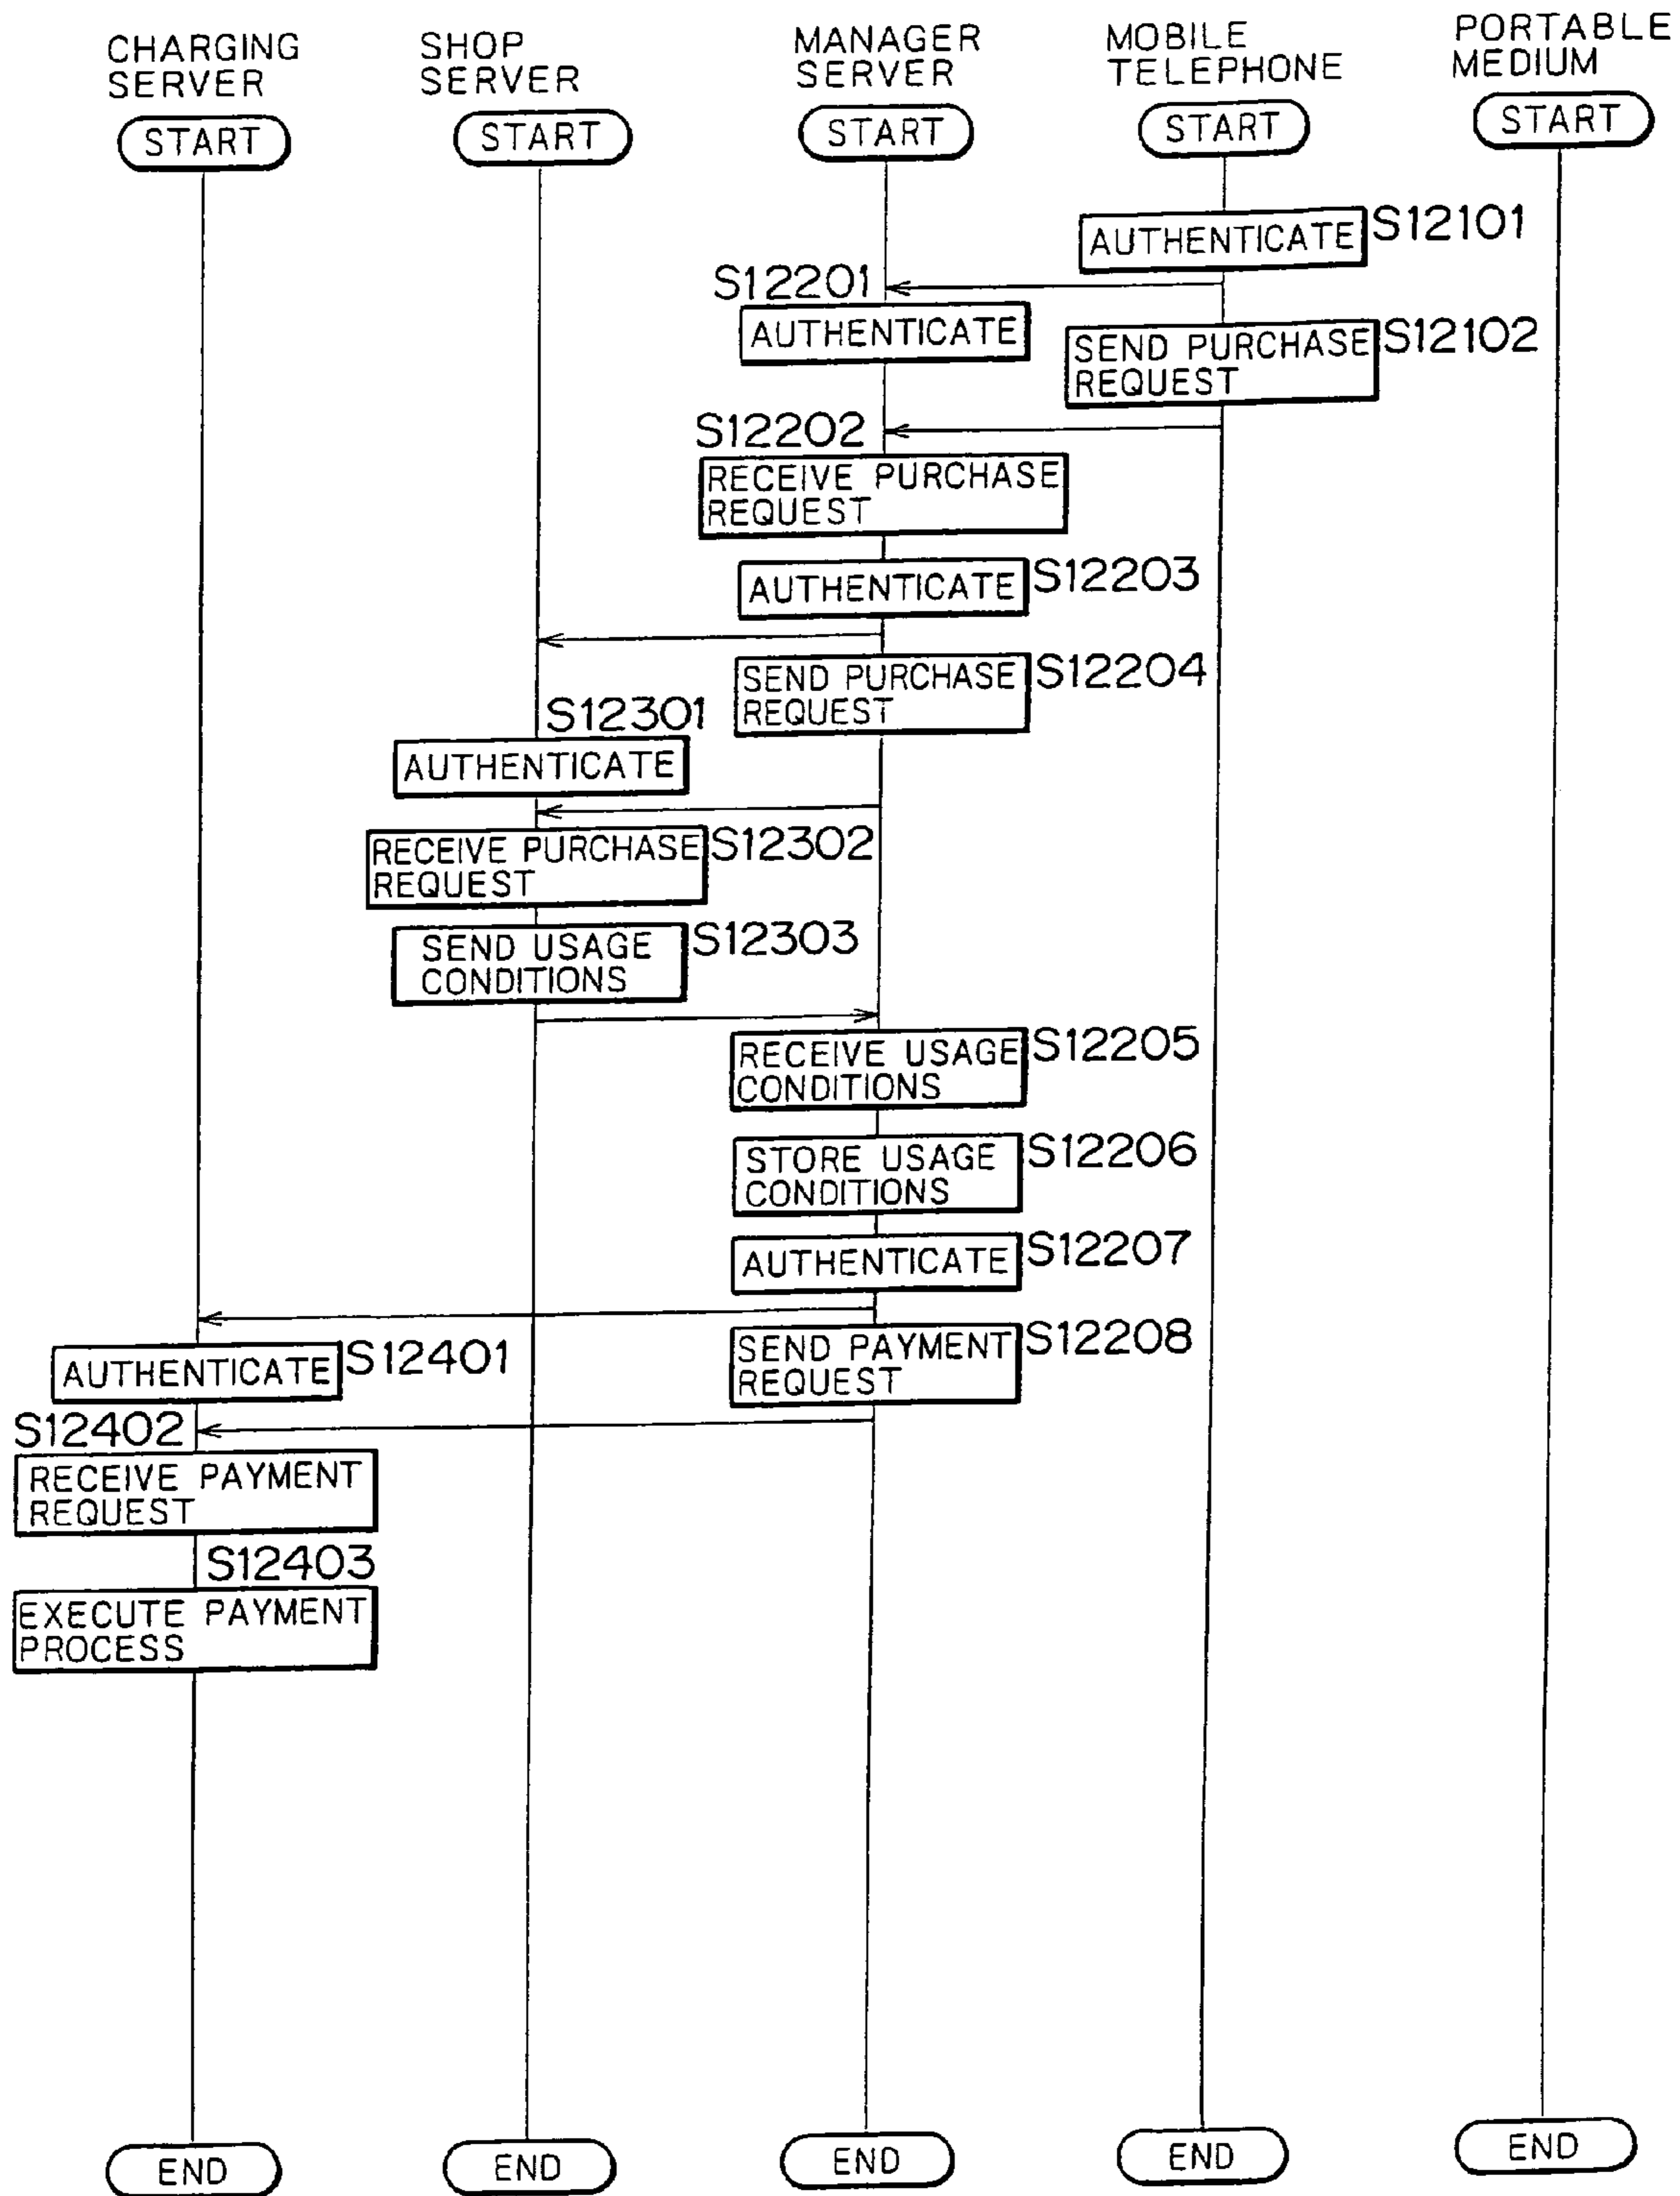 CHARGING
SERVER
SHOP
SERVER
MANAGER
SERVER
MOBILE
TELEPHONE
PORTABLE
MEDIUM
START
START
START
START
START
AUTHENTICATE
S12101
S12201
AUTHENTICATE
SEND PURCHASE
REQUEST
S12102
S12202
RECEIVE PURCHASE
REQUEST
AUTHENTICATE
S12203
SEND PURCHASE
REQUEST
S12204
S12301
AUTHENTICATE
RECEIVE PURCHASE
REQUEST
S12302
SEND USAGE
CONDITIONS
S12303
RECEIVE USAGE
CONDITIONS
S12205
STORE USAGE
CONDITIONS
S12206
AUTHENTICATE
S12207
AUTHENTICATE
S12401
SEND PAYMENT
REQUEST
S12208
S12402
RECEIVE PAYMENT
REQUEST
S12403
EXECUTE PAYMENT
PROCESS
END
END
END
END
END